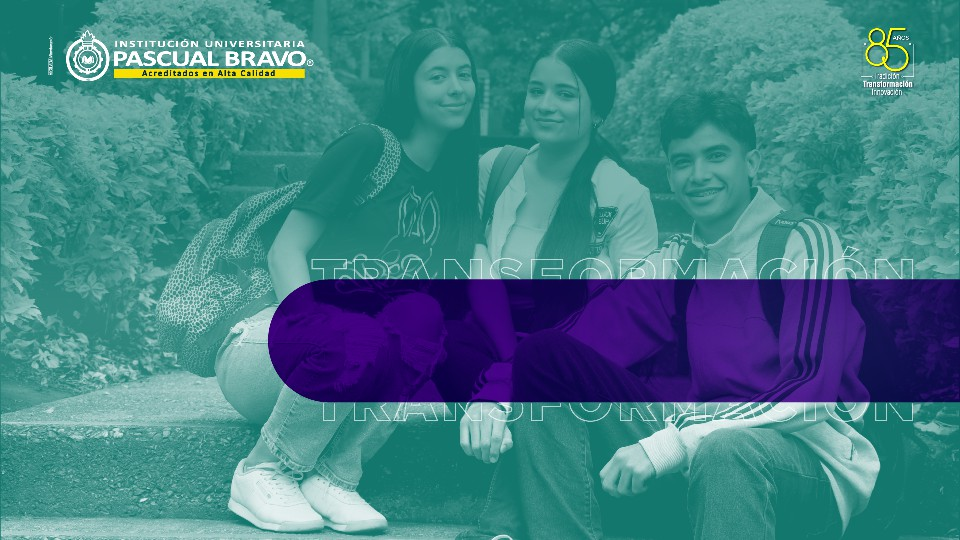 INSTITUCIÓN UNIVERSITARIA
PASCUAL BRAVO®
Acreditados en Alta Calidad
85 AÑOS
Tradición
Transformación
Innovación
TRANSFORMACIÓN
TRANSFORMACIÓN